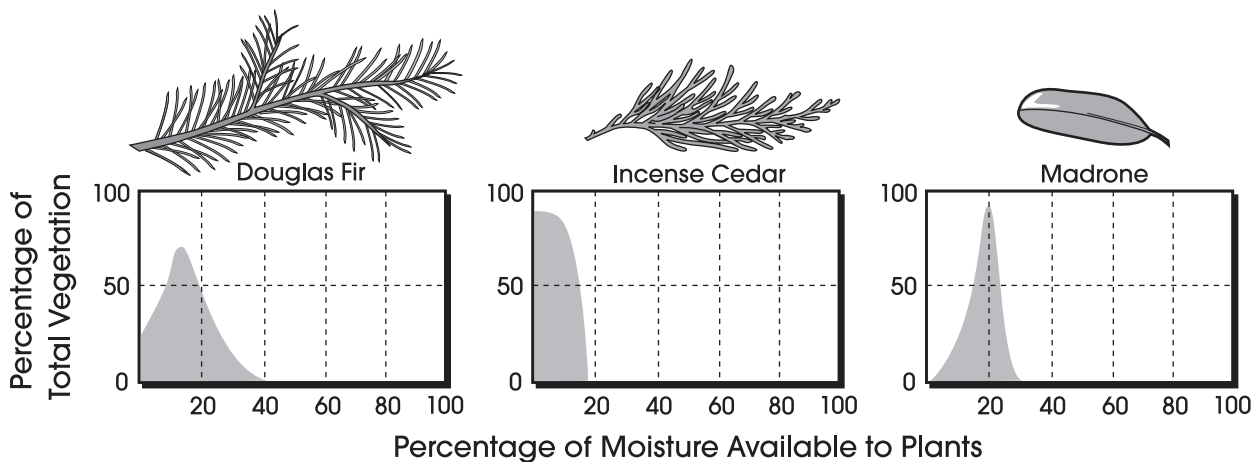 Douglas Fir
Incense Cedar
Madrone
Percentage of
Total Vegetation
100
50
0
20 40 60 80 100
100
50
0
20 40 60 80 100
100
50
0
20 40 60 80 100
Percentage of Moisture Available to Plants